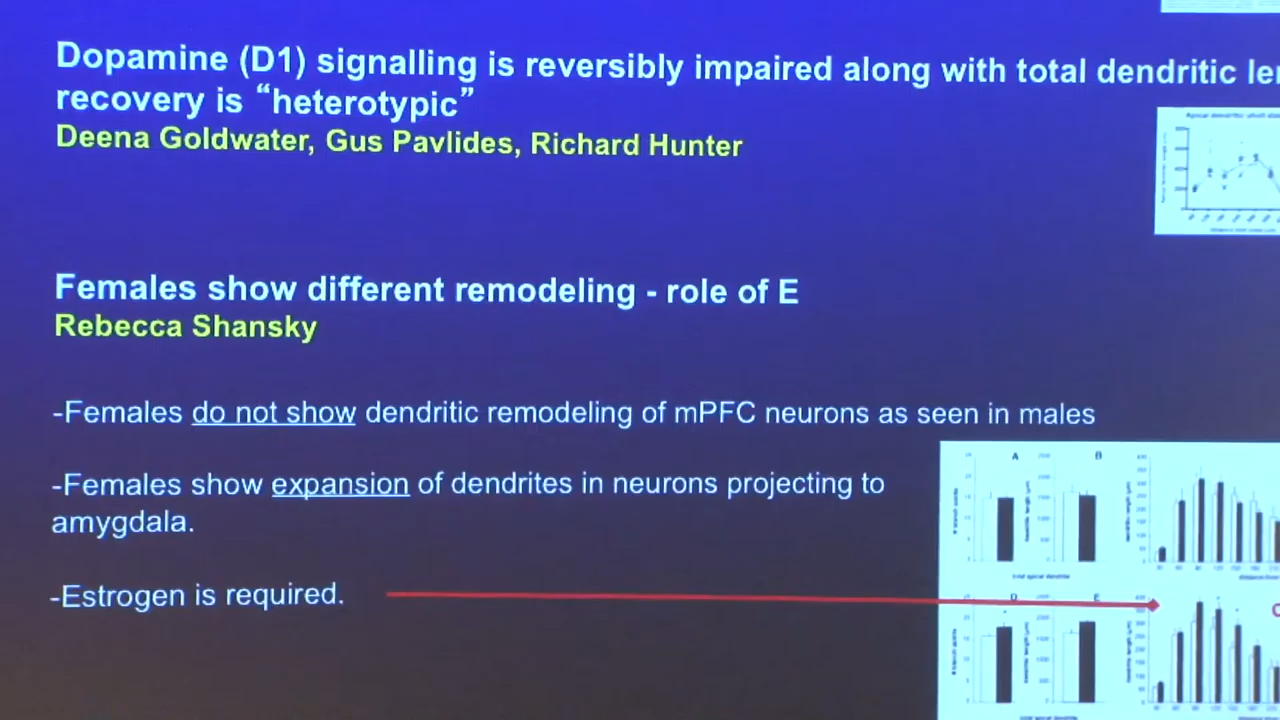 Dopamine (D1) signalling is reversibly impaired along with total dendritic
recovery is “heterotypic”
Deena Goldwater, Gus Pavlides, Richard Hunter
Females show different remodeling - role of E
Rebecca Shansky
-Females do not show dendritic remodeling of mPFC neurons as seen in males
-Females show expansion of dendrites in neurons projecting to
amygdala.
-Estrogen is required.
A
B
D
E